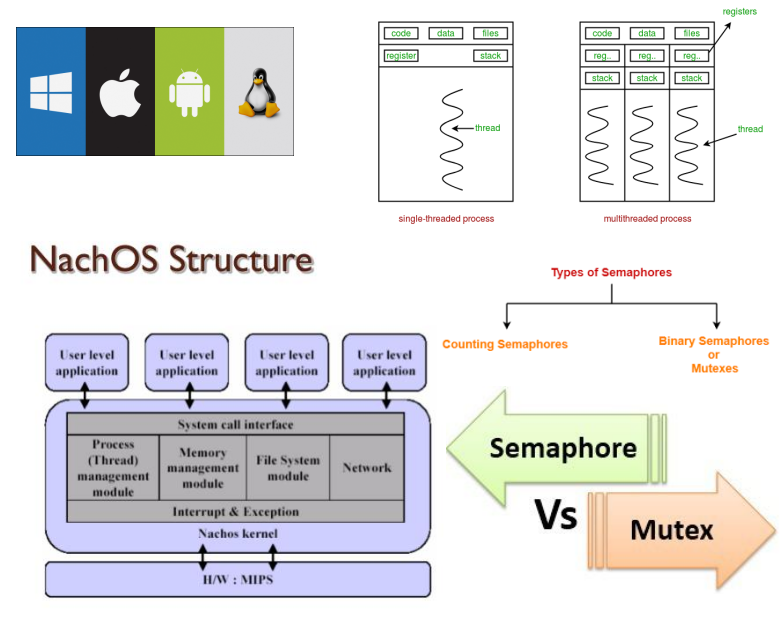 registers
code data files
register stack
thread
single-threaded process
code data files
reg.. reg.. reg..
stack stack stack
thread
multithreaded process
NachOS Structure
User level
application
User level
application
User level
application
User level
application
System call interface
Process
(Thread)
management
module
Memory
management
module
File System
module
Network
Interrupt & Exception
Nachos kernel
H/W : MIPS
Types of Semaphores
Counting Semaphores
Binary Semaphores
or
Mutexes
Semaphore
Vs
Mutex